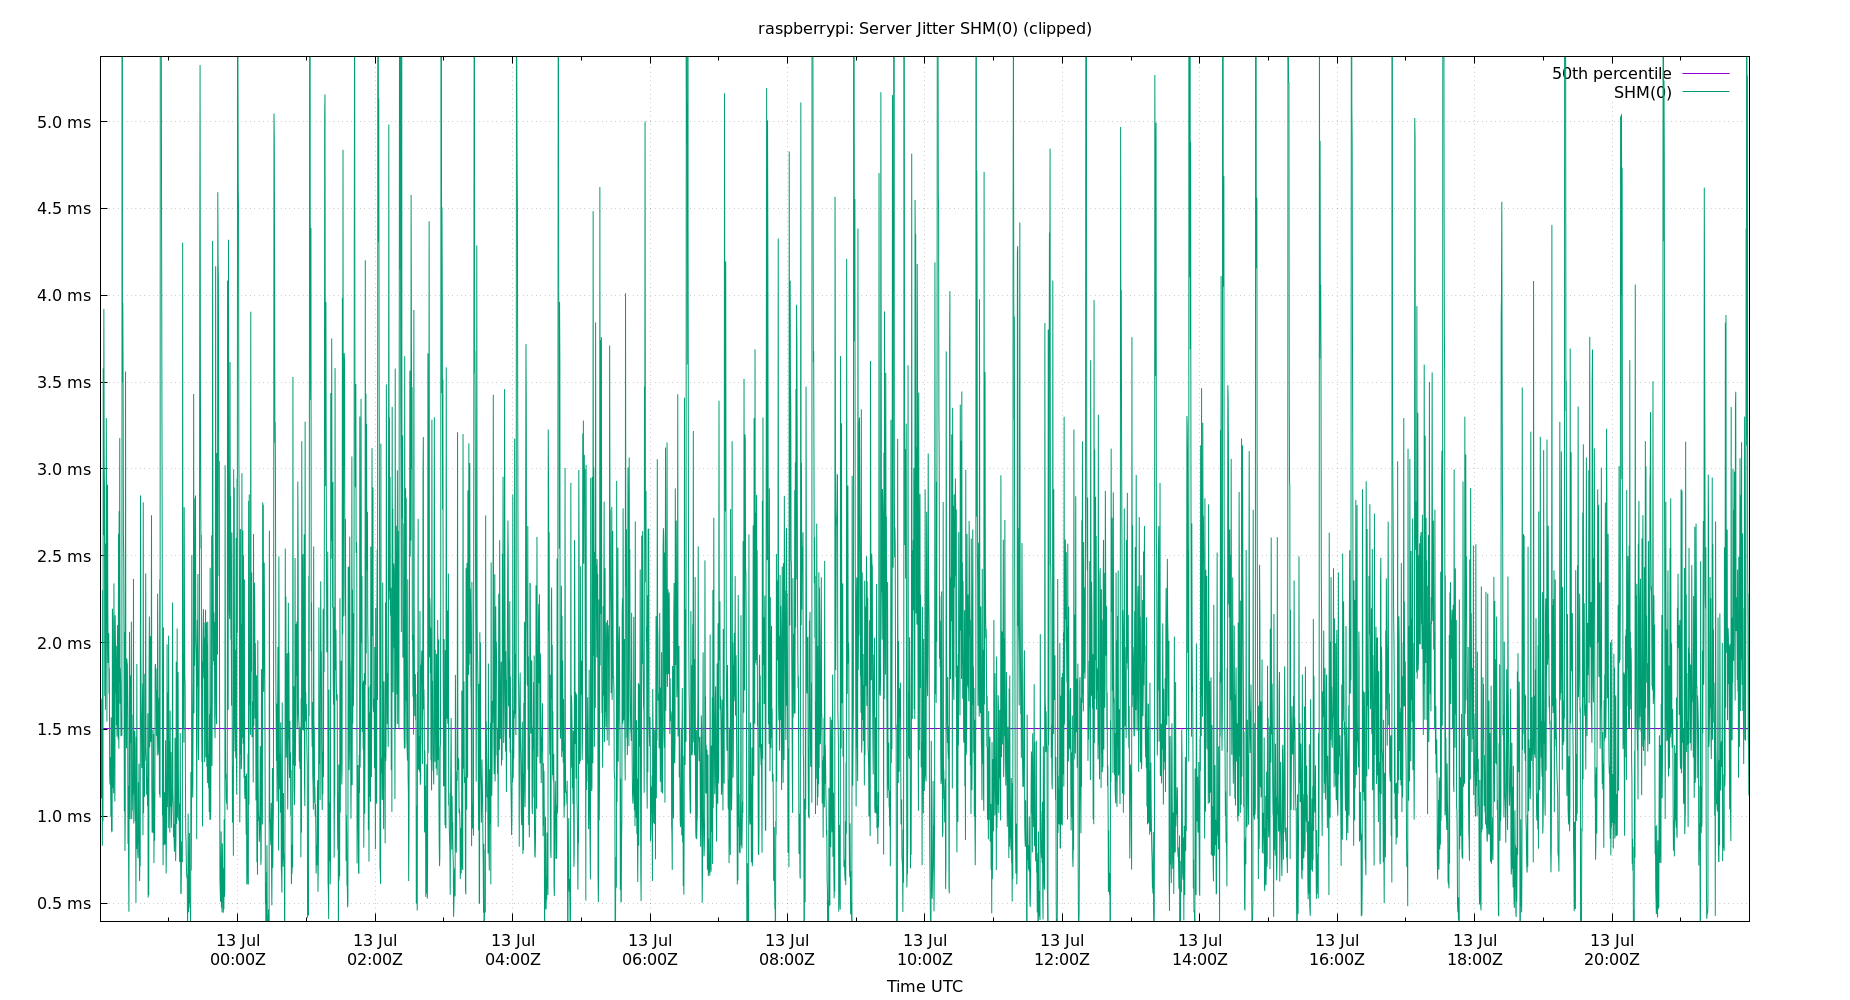 raspberrypi: Server Jitter SHM(0) (clipped)
50th percentile
SHM(0)
5.0 ms
4.5 ms
4.0 ms
3.5 ms
3.0 ms
2.5 ms
2.0 ms
1.5 ms
1.0 ms
0.5 ms
13 Jul 13 Jul 13 Jul 13 Jul 13 Jul 13 Jul 13 Jul 13 Jul 13 Jul 13 Jul 13 Jul
00:00Z 02:00Z 04:00Z 06:00Z 08:00Z 10:00Z 12:00Z 14:00Z 16:00Z 18:00Z 20:00Z
Time UTC